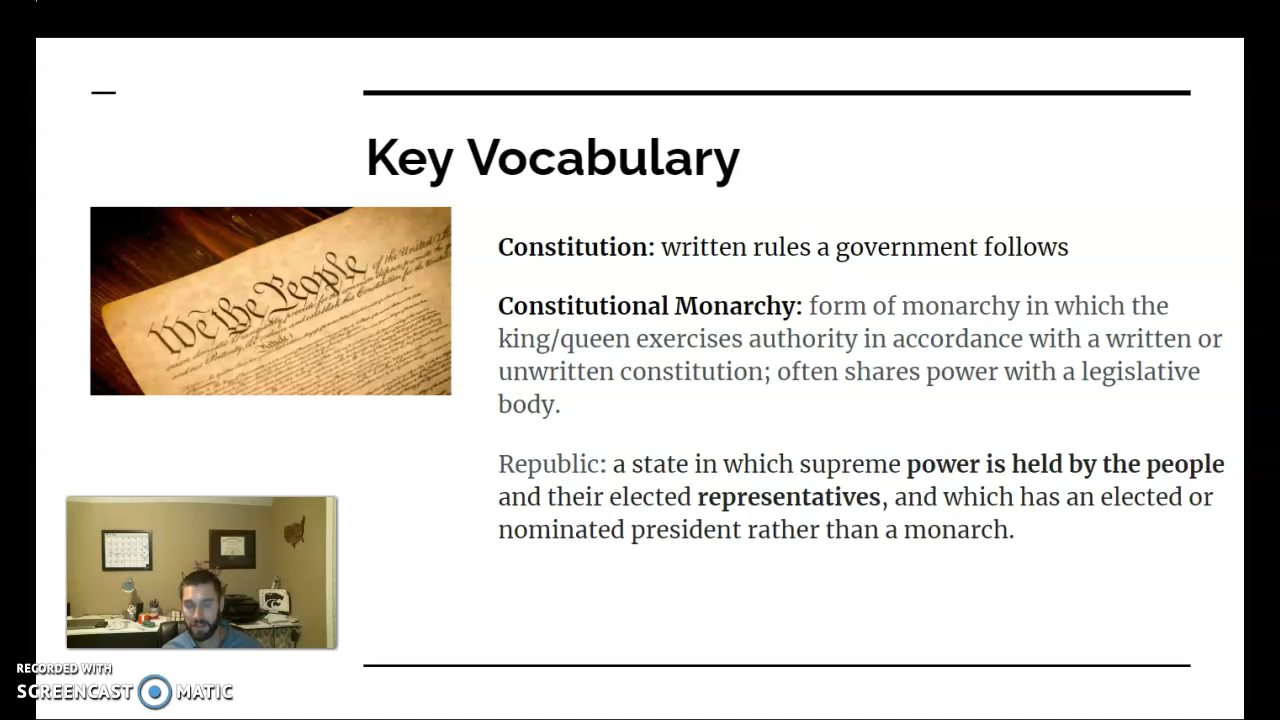 Key Vocabulary
We the People
of the United
Constitution: written rules a government follows
Constitutional Monarchy: form of monarchy in which the
king/queen exercises authority in accordance with a written or
unwritten constitution; often shares power with a legislative
body.
Republic: a state in which supreme power is held by the people
and their elected representatives, and which has an elected or
nominated president rather than a monarch.
RECORDED WITH
SCREENCAST MATIC